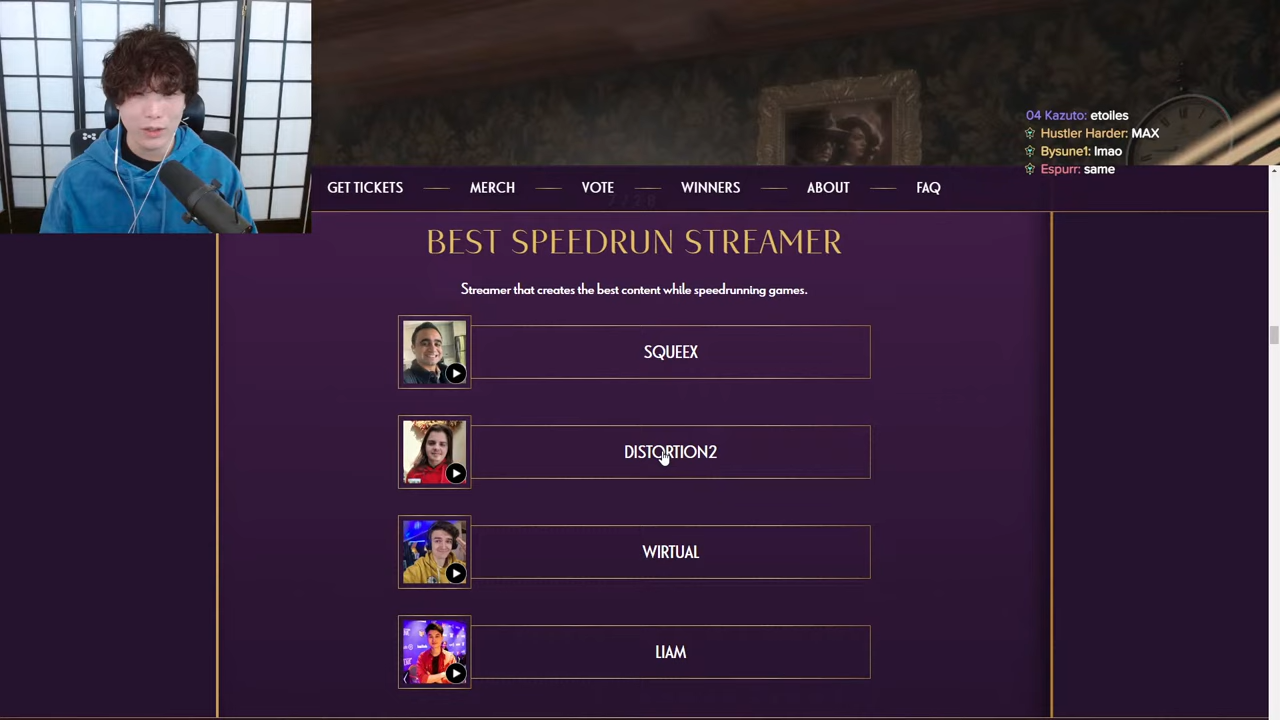 04 Kazuto: etoiles
Hustler Harder: MAX
Bysune1: lmao
Espurr: same
GET TICKETS
MERCH
VOTE
WINNERS
ABOUT
FAQ
BEST SPEEDRUN STREAMER
Streamer that creates the best content while speedrunning games.
SQUEEX
DISTORTION2
WIRTUAL
LIAM